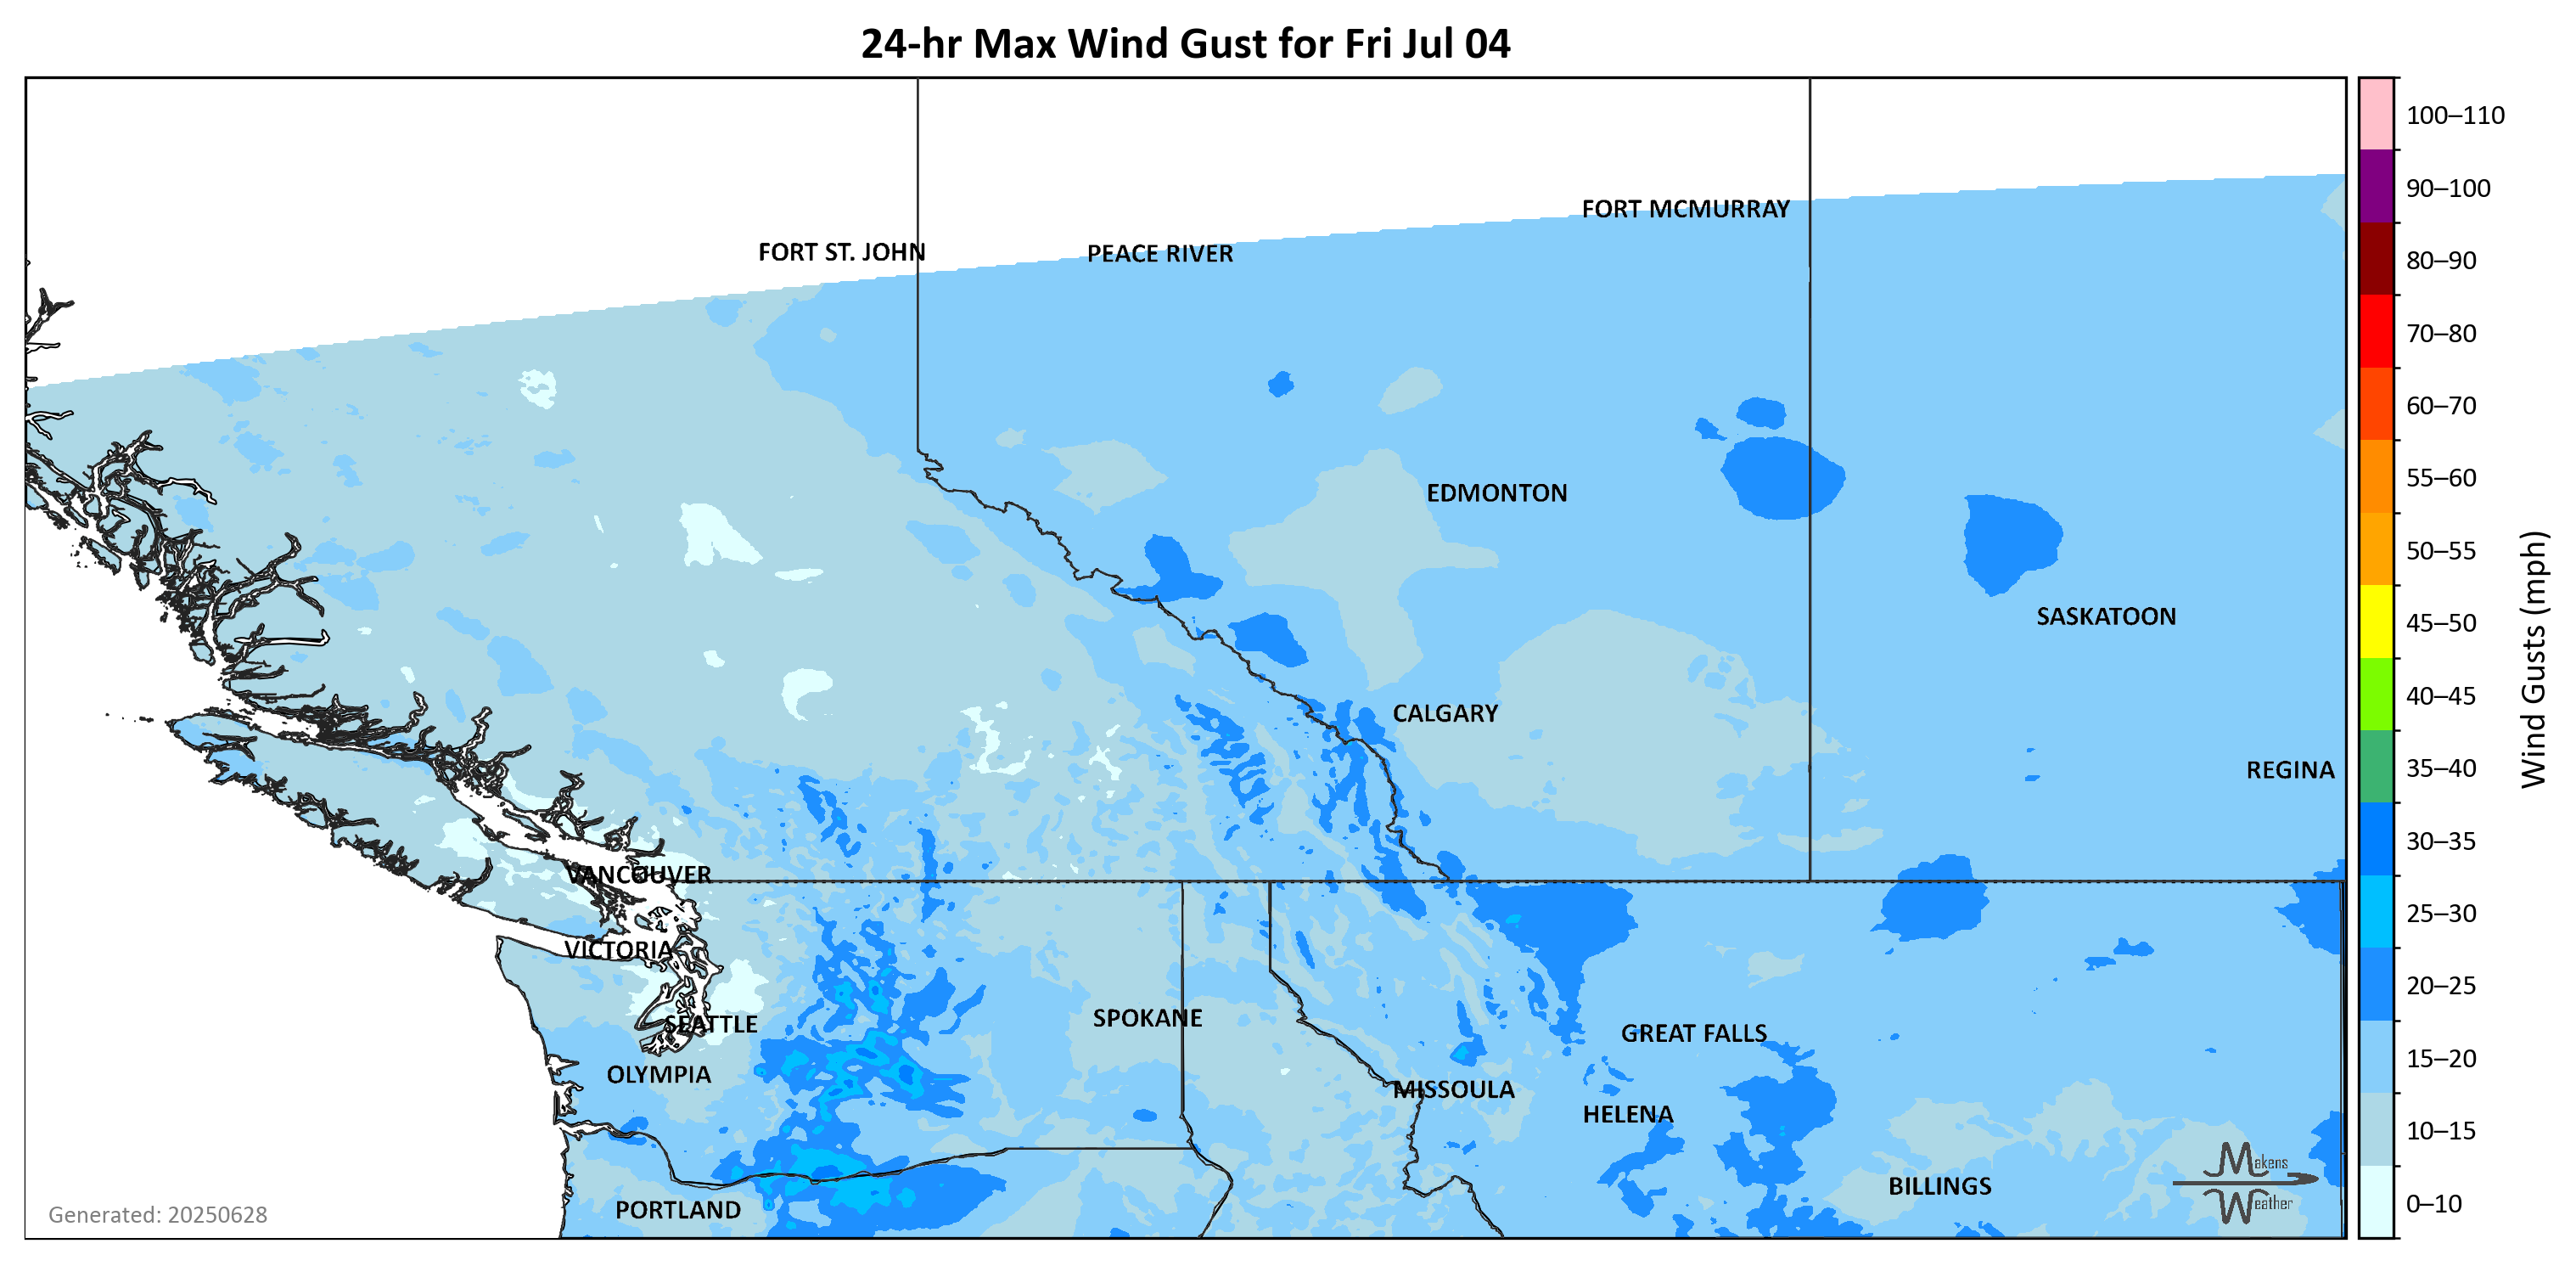 24-hr Max Wind Gust for Fri Jul 04
100–110
90–100
80–90
70–80
60–70
55–60
50–55
45–50
40–45
35–40
30–35
25–30
20–25
15–20
10–15
0–10
Wind Gusts (mph)
FORT MCMURRAY
FORT ST. JOHN
PEACE RIVER
EDMONTON
SASKATOON
CALGARY
REGINA
VANCOUVER
VICTORIA
SEATTLE
SPOKANE
GREAT FALLS
OLYMPIA
MISSOULA
HELENA
BILLINGS
PORTLAND
Makens
Weather
Generated: 20250628